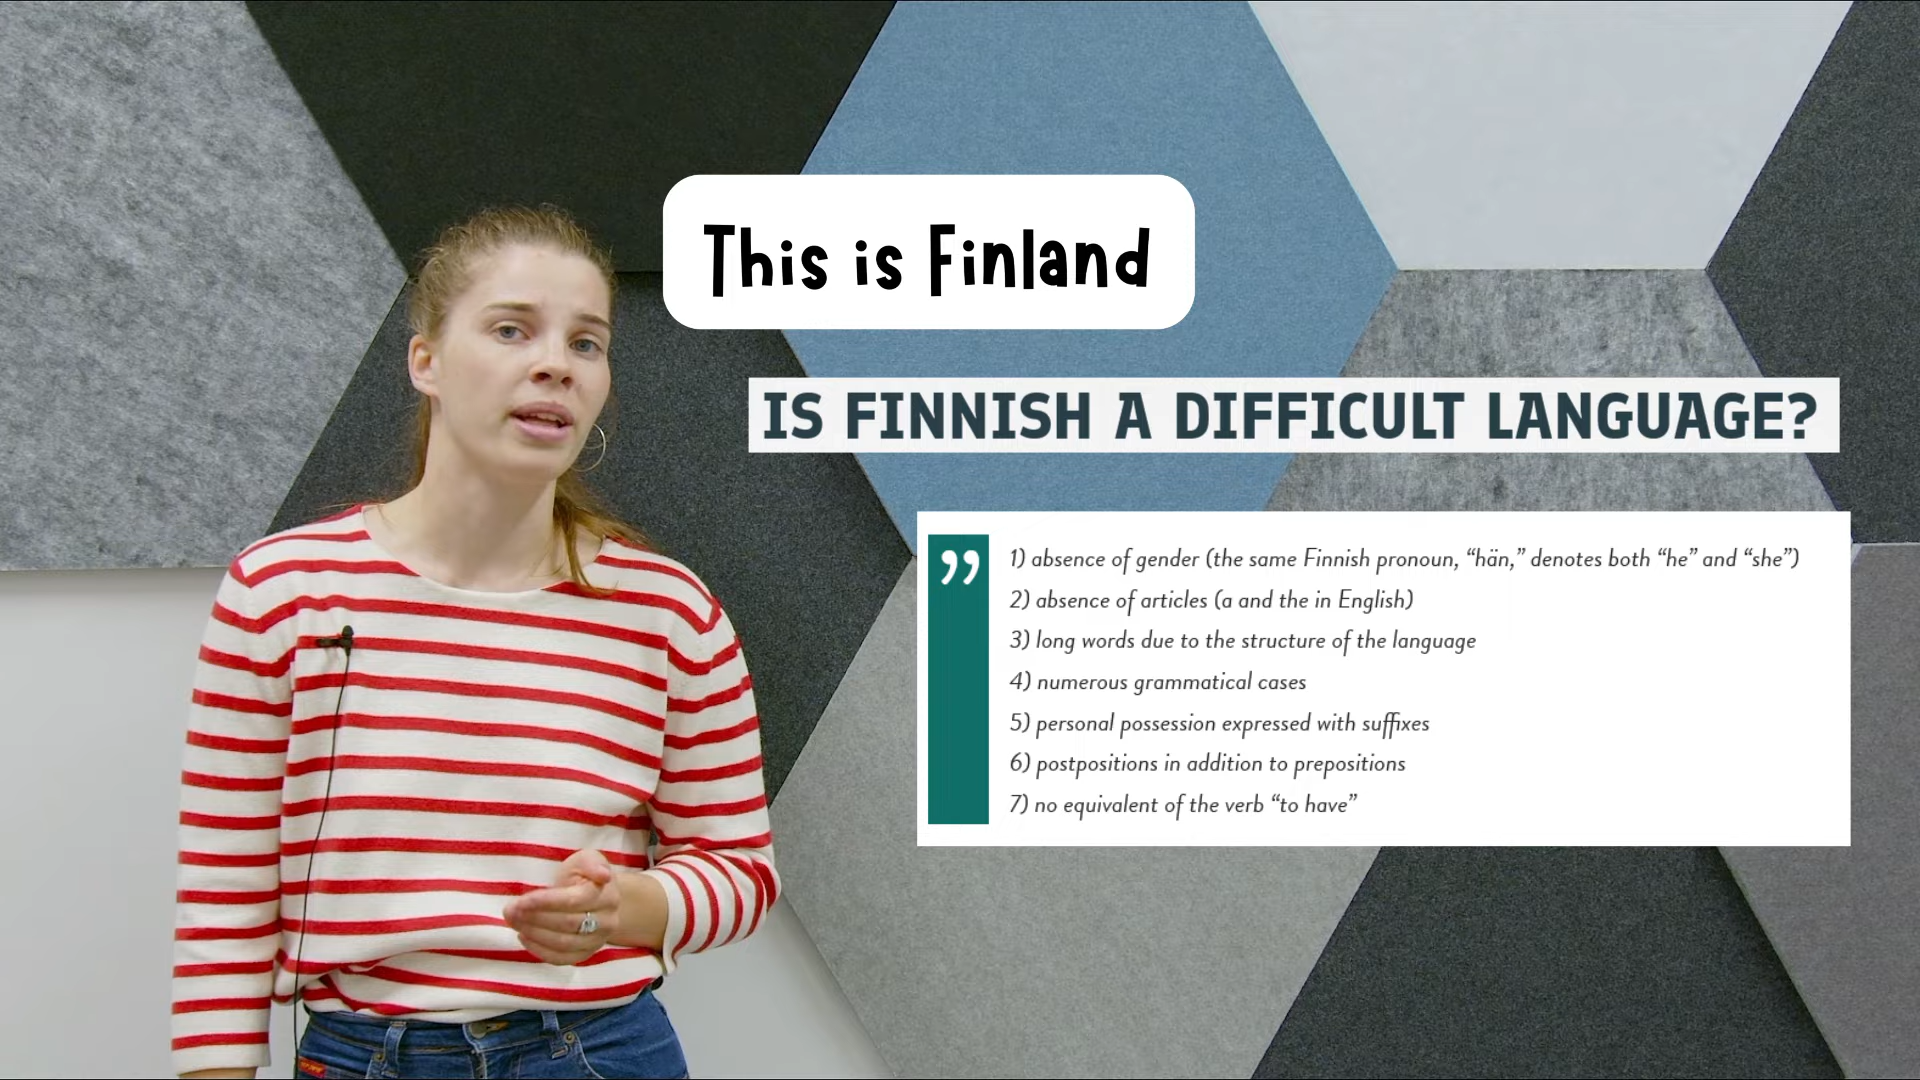 This is Finland
IS FINNISH A DIFFICULT LANGUAGE?
”
1) absence of gender (the same Finnish pronoun, “hän,” denotes both “he” and “she”)
2) absence of articles (a and the in English)
3) long words due to the structure of the language
4) numerous grammatical cases
5) personal possession expressed with suffixes
6) postpositions in addition to prepositions
7) no equivalent of the verb “to have”